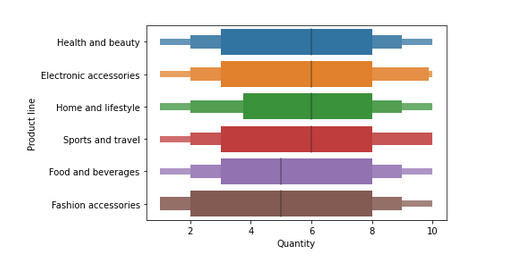 Product line
Health and beauty
Electronic accessories
Home and lifestyle
Sports and travel
Food and beverages
Fashion accessories
2 4 6 8 10
Quantity